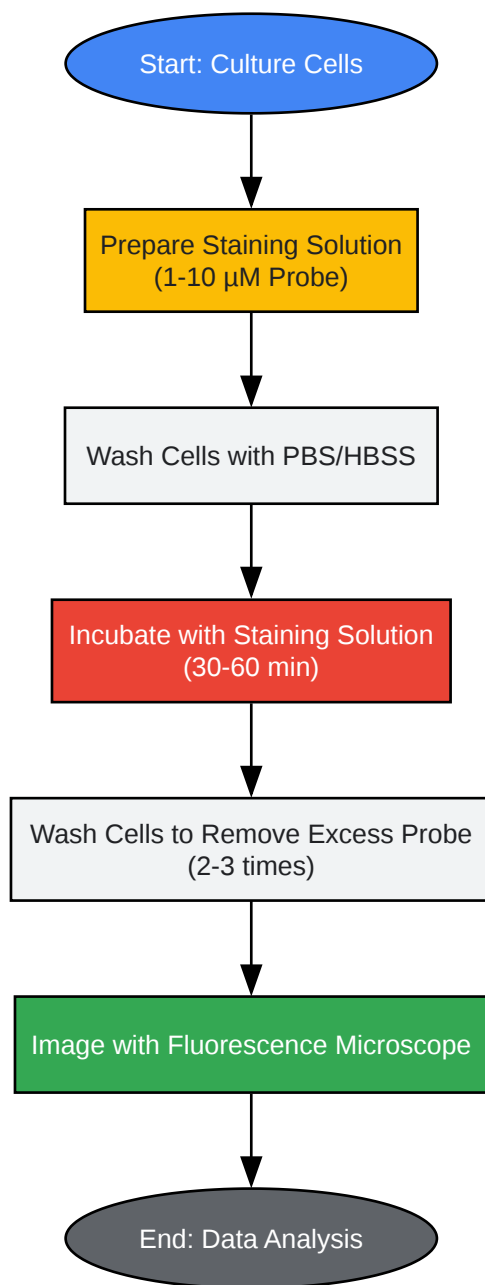 Start: Culture Cells
Prepare Staining Solution
(1-10 µM Probe)
Wash Cells with PBS/HBSS
Incubate with Staining Solution
(30-60 min)
Wash Cells to Remove Excess Probe
(2-3 times)
Image with Fluorescence Microscope
End: Data Analysis